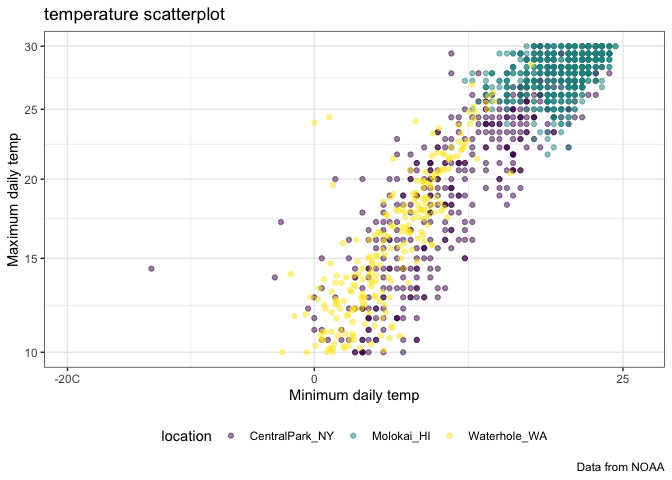 temperature scatterplot
Maximum daily temp
30
25
20
15
10
-20C 0 25
Minimum daily temp
location CentralPark_NY Molokai_HI Waterhole_WA
Data from NOAA